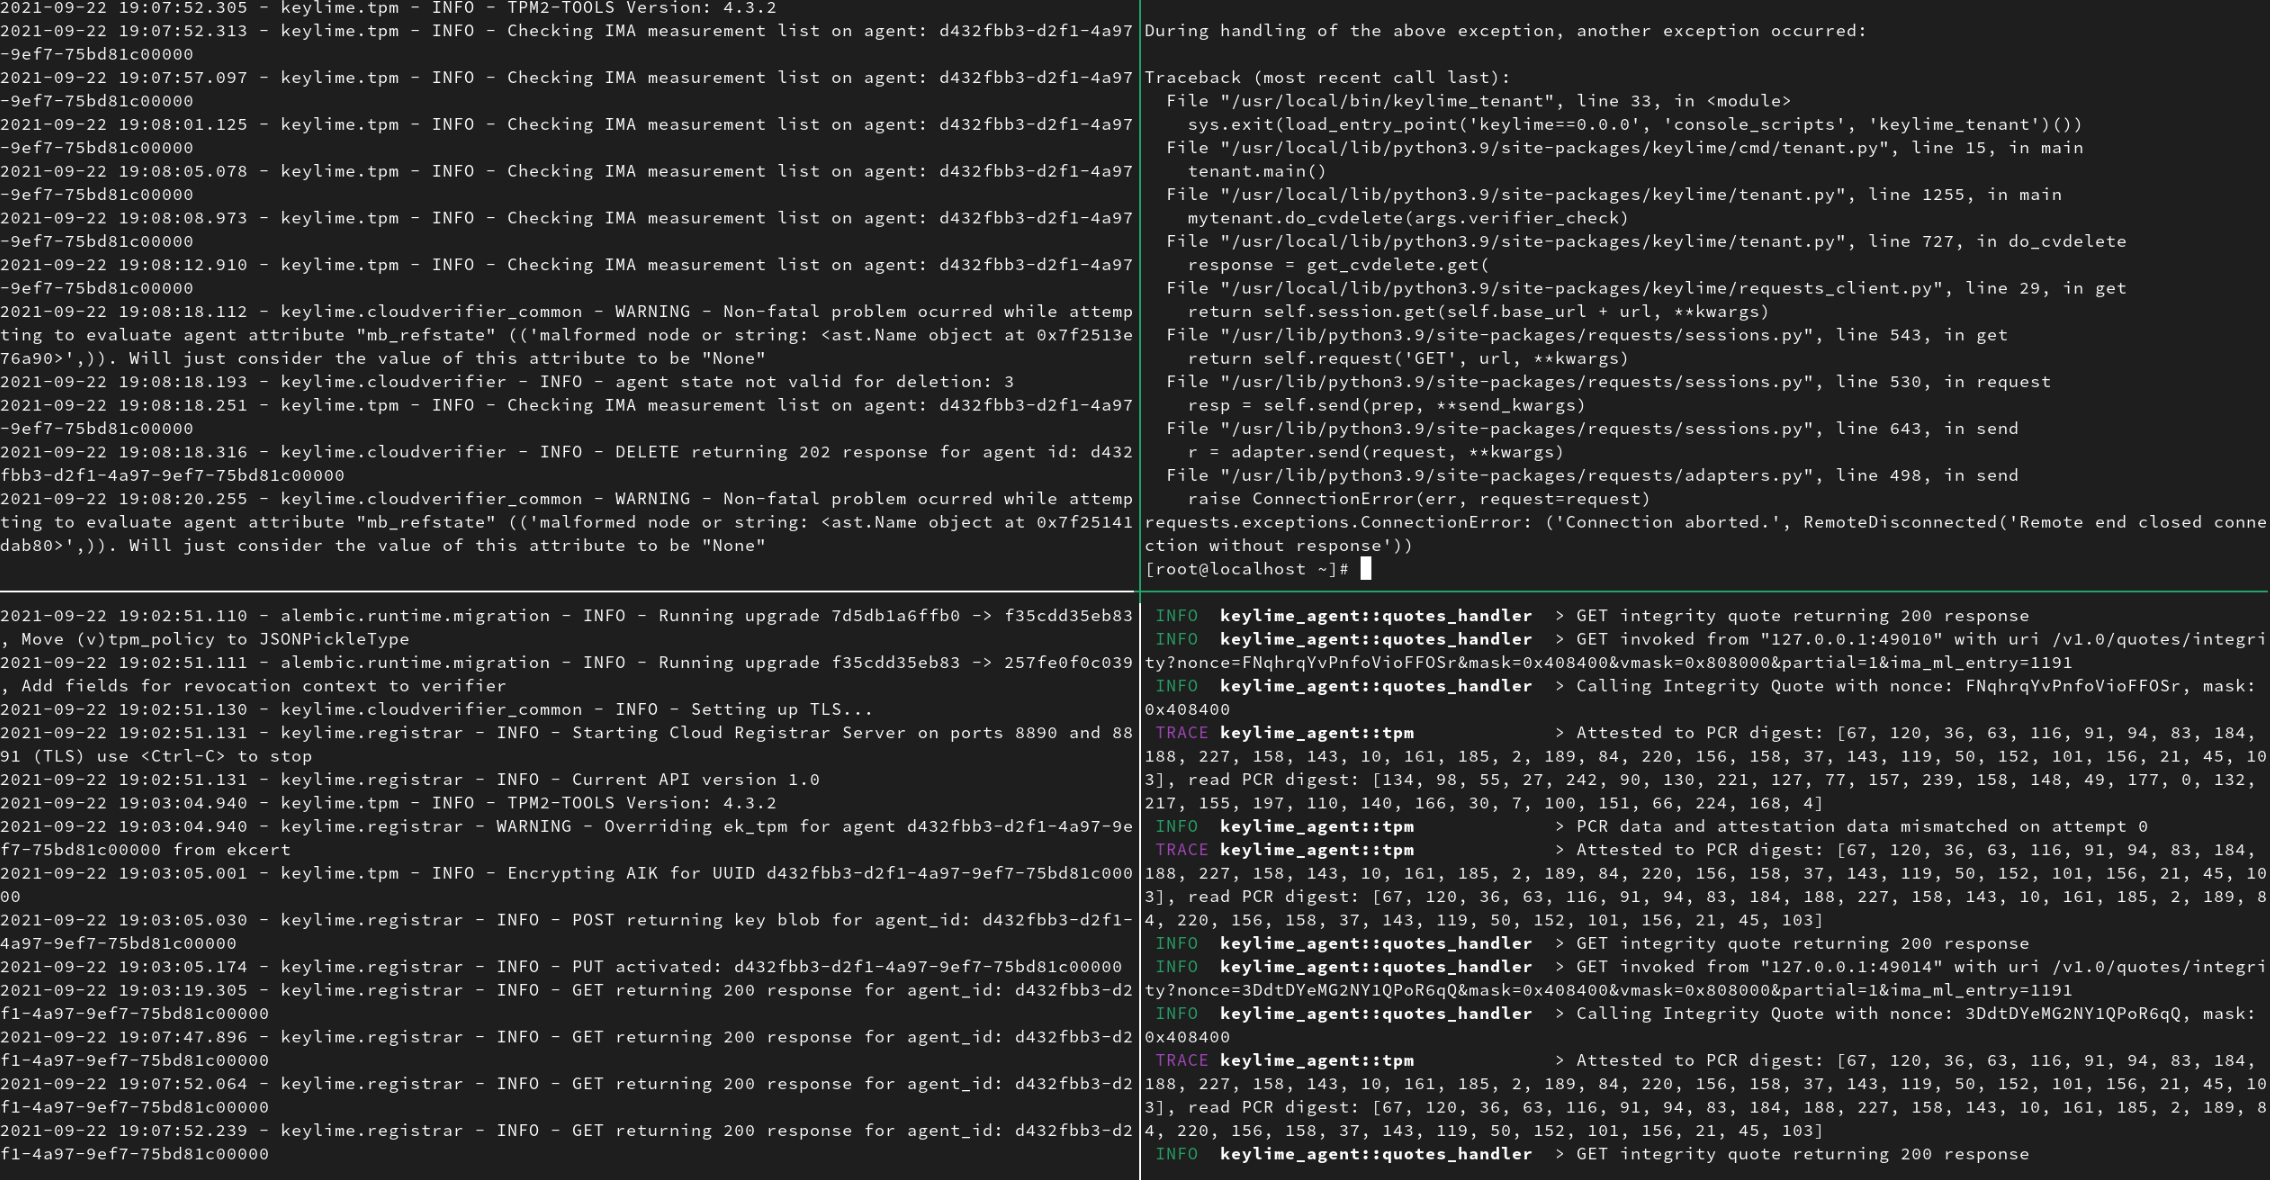 2021-09-22 19:07:52.305 - keylime.tpm - INFO - TPM2-TOOLS Version: 4.3.2
2021-09-22 19:07:52.313 - keylime.tpm - INFO - Checking IMA measurement list on agent: d432fbb3-d2f1-4a97
-9ef7-75bd81c00000
2021-09-22 19:07:57.097 - keylime.tpm - INFO - Checking IMA measurement list on agent: d432fbb3-d2f1-4a97
-9ef7-75bd81c00000
2021-09-22 19:08:01.125 - keylime.tpm - INFO - Checking IMA measurement list on agent: d432fbb3-d2f1-4a97
-9ef7-75bd81c00000
2021-09-22 19:08:05.078 - keylime.tpm - INFO - Checking IMA measurement list on agent: d432fbb3-d2f1-4a97
-9ef7-75bd81c00000
2021-09-22 19:08:08.973 - keylime.tpm - INFO - Checking IMA measurement list on agent: d432fbb3-d2f1-4a97
-9ef7-75bd81c00000
2021-09-22 19:08:12.910 - keylime.tpm - INFO - Checking IMA measurement list on agent: d432fbb3-d2f1-4a97
-9ef7-75bd81c00000
2021-09-22 19:08:18.112 - keylime.cloudverifier_common - WARNING - Non-fatal problem ocurred while attemp
ting to evaluate agent attribute "mb_refstate" (('malformed node or string: <ast.Name object at 0x7f2513e
76a90>',)). Will just consider the value of this attribute to be "None"
2021-09-22 19:08:18.193 - keylime.cloudverifier - INFO - agent state not valid for deletion: 3
2021-09-22 19:08:18.251 - keylime.tpm - INFO - Checking IMA measurement list on agent: d432fbb3-d2f1-4a97
-9ef7-75bd81c00000
2021-09-22 19:08:18.316 - keylime.cloudverifier - INFO - DELETE returning 202 response for agent id: d432
fbb3-d2f1-4a97-9ef7-75bd81c00000
2021-09-22 19:08:20.255 - keylime.cloudverifier_common - WARNING - Non-fatal problem ocurred while attemp
ting to evaluate agent attribute "mb_refstate" (('malformed node or string: <ast.Name object at 0x7f25141
dab80>',)). Will just consider the value of this attribute to be "None"
During handling of the above exception, another exception occurred:
Traceback (most recent call last):
  File "/usr/local/bin/keylime_tenant", line 33, in <module>
    sys.exit(load_entry_point('keylime==0.0.0', 'console_scripts', 'keylime_tenant')())
  File "/usr/local/lib/python3.9/site-packages/keylime/cmd/tenant.py", line 15, in main
    tenant.main()
  File "/usr/local/lib/python3.9/site-packages/keylime/tenant.py", line 1255, in main
    mytenant.do_cvdelete(args.verifier_check)
  File "/usr/local/lib/python3.9/site-packages/keylime/tenant.py", line 727, in do_cvdelete
    response = get_cvdelete.get(
  File "/usr/local/lib/python3.9/site-packages/keylime/requests_client.py", line 29, in get
    return self.session.get(self.base_url + url, **kwargs)
  File "/usr/lib/python3.9/site-packages/requests/sessions.py", line 543, in get
    return self.request('GET', url, **kwargs)
  File "/usr/lib/python3.9/site-packages/requests/sessions.py", line 530, in request
    resp = self.send(prep, **send_kwargs)
  File "/usr/lib/python3.9/site-packages/requests/sessions.py", line 643, in send
    r = adapter.send(request, **kwargs)
  File "/usr/lib/python3.9/site-packages/requests/adapters.py", line 498, in send
    raise ConnectionError(err, request=request)
requests.exceptions.ConnectionError: ('Connection aborted.', RemoteDisconnected('Remote end closed conne
ction without response'))
[root@localhost ~]#
2021-09-22 19:02:51.110 - alembic.runtime.migration - INFO - Running upgrade 7d5db1a6ffb0 -> f35cdd35eb83
, Move (v)tpm_policy to JSONPickleType
2021-09-22 19:02:51.111 - alembic.runtime.migration - INFO - Running upgrade f35cdd35eb83 -> 257fe0f0c039
, Add fields for revocation context to verifier
2021-09-22 19:02:51.130 - keylime.cloudverifier_common - INFO - Setting up TLS...
2021-09-22 19:02:51.131 - keylime.registrar - INFO - Starting Cloud Registrar Server on ports 8890 and 88
91 (TLS) use <Ctrl-C> to stop
2021-09-22 19:02:51.131 - keylime.registrar - INFO - Current API version 1.0
2021-09-22 19:03:04.940 - keylime.tpm - INFO - TPM2-TOOLS Version: 4.3.2
2021-09-22 19:03:04.940 - keylime.registrar - WARNING - Overriding ek_tpm for agent d432fbb3-d2f1-4a97-9e
f7-75bd81c00000 from ekcert
2021-09-22 19:03:05.001 - keylime.tpm - INFO - Encrypting AIK for UUID d432fbb3-d2f1-4a97-9ef7-75bd81c000
00
2021-09-22 19:03:05.030 - keylime.registrar - INFO - POST returning key blob for agent_id: d432fbb3-d2f1-
4a97-9ef7-75bd81c00000
2021-09-22 19:03:05.174 - keylime.registrar - INFO - PUT activated: d432fbb3-d2f1-4a97-9ef7-75bd81c00000
2021-09-22 19:03:19.305 - keylime.registrar - INFO - GET returning 200 response for agent_id: d432fbb3-d2
f1-4a97-9ef7-75bd81c00000
2021-09-22 19:07:47.896 - keylime.registrar - INFO - GET returning 200 response for agent_id: d432fbb3-d2
f1-4a97-9ef7-75bd81c00000
2021-09-22 19:07:52.064 - keylime.registrar - INFO - GET returning 200 response for agent_id: d432fbb3-d2
f1-4a97-9ef7-75bd81c00000
2021-09-22 19:07:52.239 - keylime.registrar - INFO - GET returning 200 response for agent_id: d432fbb3-d2
f1-4a97-9ef7-75bd81c00000
 INFO  keylime_agent::quotes_handler  > GET integrity quote returning 200 response
 INFO  keylime_agent::quotes_handler  > GET invoked from "127.0.0.1:49010" with uri /v1.0/quotes/integri
ty?nonce=FNqhrqYvPnfoVioFFOSr&mask=0x408400&vmask=0x808000&partial=1&ima_ml_entry=1191
 INFO  keylime_agent::quotes_handler  > Calling Integrity Quote with nonce: FNqhrqYvPnfoVioFFOSr, mask:
0x408400
 TRACE keylime_agent::tpm             > Attested to PCR digest: [67, 120, 36, 63, 116, 91, 94, 83, 184,
188, 227, 158, 143, 10, 161, 185, 2, 189, 84, 220, 156, 158, 37, 143, 119, 50, 152, 101, 156, 21, 45, 10
3], read PCR digest: [134, 98, 55, 27, 242, 90, 130, 221, 127, 77, 157, 239, 158, 148, 49, 177, 0, 132,
217, 155, 197, 110, 140, 166, 30, 7, 100, 151, 66, 224, 168, 4]
 INFO  keylime_agent::tpm             > PCR data and attestation data mismatched on attempt 0
 TRACE keylime_agent::tpm             > Attested to PCR digest: [67, 120, 36, 63, 116, 91, 94, 83, 184,
188, 227, 158, 143, 10, 161, 185, 2, 189, 84, 220, 156, 158, 37, 143, 119, 50, 152, 101, 156, 21, 45, 10
3], read PCR digest: [67, 120, 36, 63, 116, 91, 94, 83, 184, 188, 227, 158, 143, 10, 161, 185, 2, 189, 8
4, 220, 156, 158, 37, 143, 119, 50, 152, 101, 156, 21, 45, 103]
 INFO  keylime_agent::quotes_handler  > GET integrity quote returning 200 response
 INFO  keylime_agent::quotes_handler  > GET invoked from "127.0.0.1:49014" with uri /v1.0/quotes/integri
ty?nonce=3DdtDYeMG2NY1QPoR6qQ&mask=0x408400&vmask=0x808000&partial=1&ima_ml_entry=1191
 INFO  keylime_agent::quotes_handler  > Calling Integrity Quote with nonce: 3DdtDYeMG2NY1QPoR6qQ, mask:
0x408400
 TRACE keylime_agent::tpm             > Attested to PCR digest: [67, 120, 36, 63, 116, 91, 94, 83, 184,
188, 227, 158, 143, 10, 161, 185, 2, 189, 84, 220, 156, 158, 37, 143, 119, 50, 152, 101, 156, 21, 45, 10
3], read PCR digest: [67, 120, 36, 63, 116, 91, 94, 83, 184, 188, 227, 158, 143, 10, 161, 185, 2, 189, 8
4, 220, 156, 158, 37, 143, 119, 50, 152, 101, 156, 21, 45, 103]
 INFO  keylime_agent::quotes_handler  > GET integrity quote returning 200 response